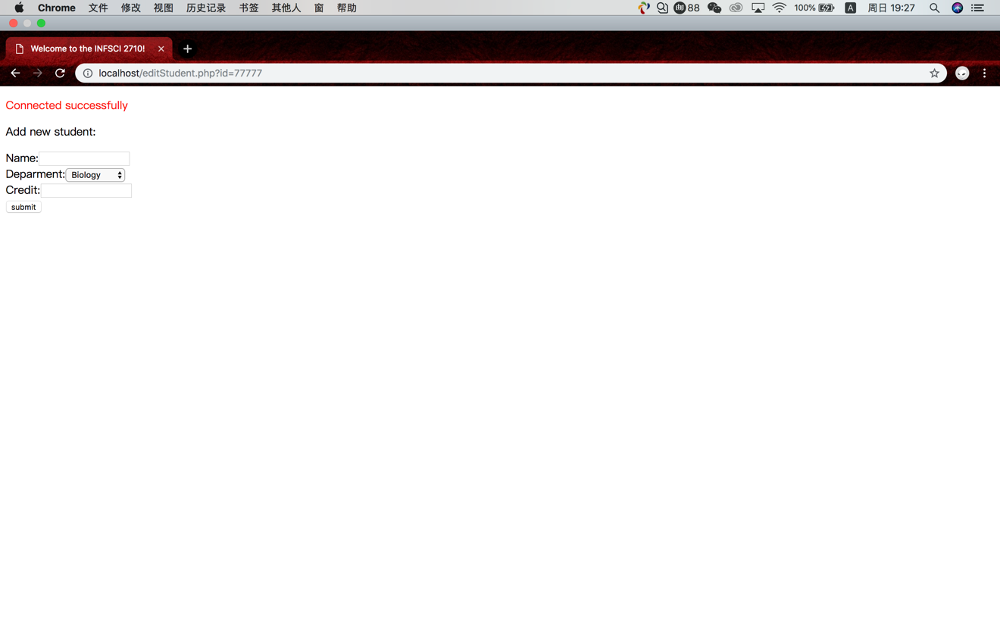 Chrome 文件 修改 视图 历史记录 书签 其他人 窗 帮助 88 100% A 周日 19:27
Welcome to the INFSCI 2710!
localhost/editStudent.php?id=77777
Connected successfully
Add new student:
Name:
Deparment: Biology
Credit:
submit